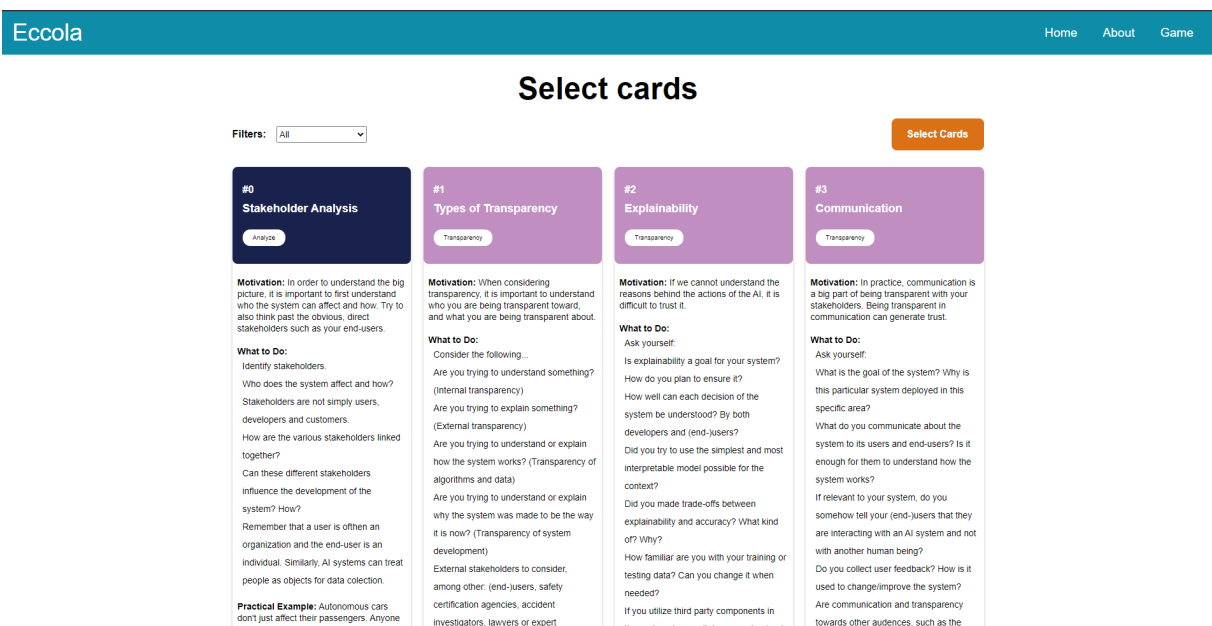 Eccola
Home About Game
Select cards
Filters: All
Select Cards
#0
Stakeholder Analysis
Analyze
Motivation: In order to understand the big
picture, it is important to first understand
who the system can affect and how. Try to
also think past the obvious, direct
stakeholders such as your end-users.
What to Do:
Identify stakeholders.
Who does the system affect and how?
Stakeholders are not simply users,
developers and customers.
How are the various stakeholders linked
together?
Can these different stakeholders
influence the development of the
system? How?
Remember that a user is ofthen an
organization and the end-user is an
individual. Similarly, AI systems can treat
people as objects for data colection.
Practical Example: Autonomous cars
don't just affect their passengers. Anyone
#1
Types of Transparency
Transparency
Motivation: When considering
transparency, it is important to understand
who you are being transparent toward,
and what you are being transparent about.
What to Do:
Consider the following...
Are you trying to understand something?
(Internal transparency)
Are you trying to explain something?
(External transparency)
Are you trying to understand or explain
how the system works? (Transparency of
algorithms and data)
Are you trying to understand or explain
why the system was made to be the way
it is now? (Transparency of system
development)
External stakeholders to consider,
among other: (end-)users, safety
certification agencies, accident
investigators, lawyers or expert
#2
Explainability
Transparency
Motivation: If we cannot understand the
reasons behind the actions of the AI, it is
difficult to trust it.
What to Do:
Ask yourself:
Is explainability a goal for your system?
How do you plan to ensure it?
How well can each decision of the
system be understood? By both
developers and (end-)users?
Did you try to use the simplest and most
interpretable model possible for the
context?
Did you made trade-offs between
explainability and accuracy? What kind
of? Why?
How familiar are you with your training or
testing data? Can you change it when
needed?
If you utilize third party components in
#3
Communication
Transparency
Motivation: In practice, communication is
a big part of being transparent with your
stakeholders. Being transparent in
communication can generate trust.
What to Do:
Ask yourself:
What is the goal of the system? Why is
this particular system deployed in this
specific area?
What do you communicate about the
system to its users and end-users? Is it
enough for them to understand how the
system works?
If relevant to your system, do you
somehow tell your (end-)users that they
are interacting with an AI system and not
with another human being?
Do you collect user feedback? How is it
used to change/improve the system?
Are communication and transparency
towards other audences, such as the